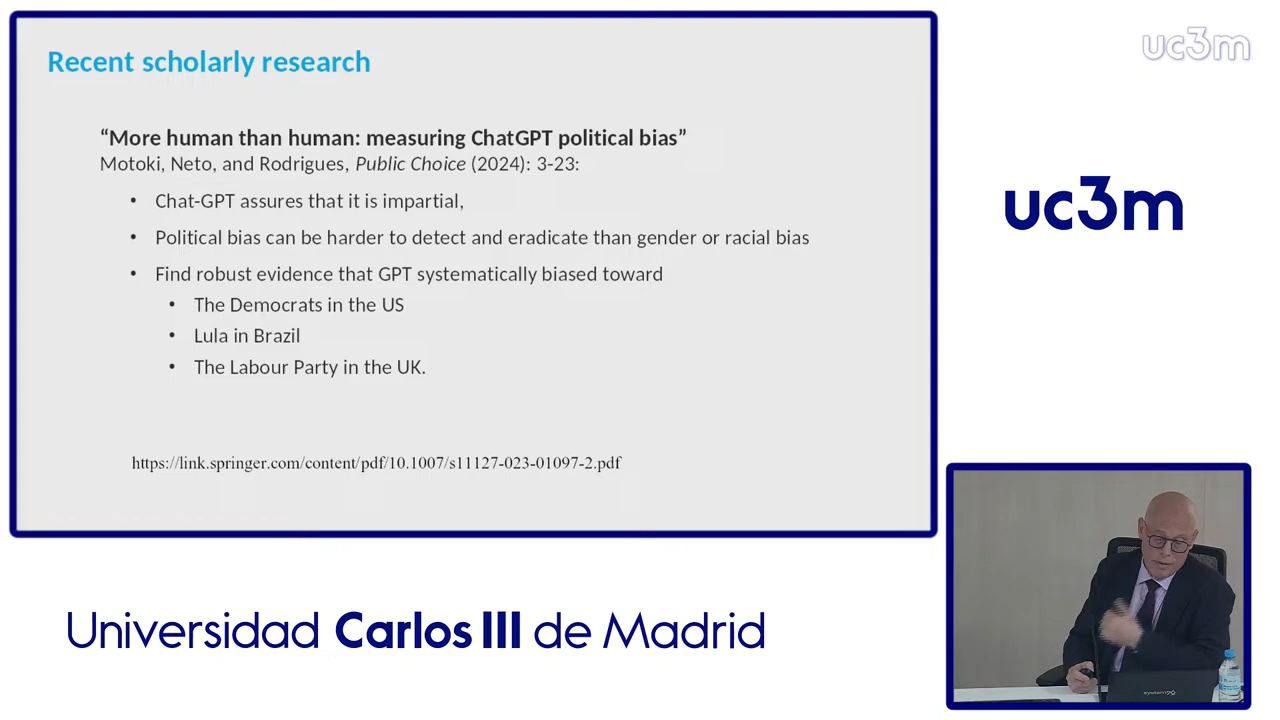 Recent scholarly research
uc3m
“More human than human: measuring ChatGPT political bias”
Motoki, Neto, and Rodrigues, Public Choice (2024): 3-23:
• Chat-GPT assures that it is impartial,
• Political bias can be harder to detect and eradicate than gender or racial bias
• Find robust evidence that GPT systematically biased toward
• The Democrats in the US
• Lula in Brazil
• The Labour Party in the UK.
https://link.springer.com/content/pdf/10.1007/s11127-023-01097-2.pdf
uc3m
Universidad Carlos III de Madrid